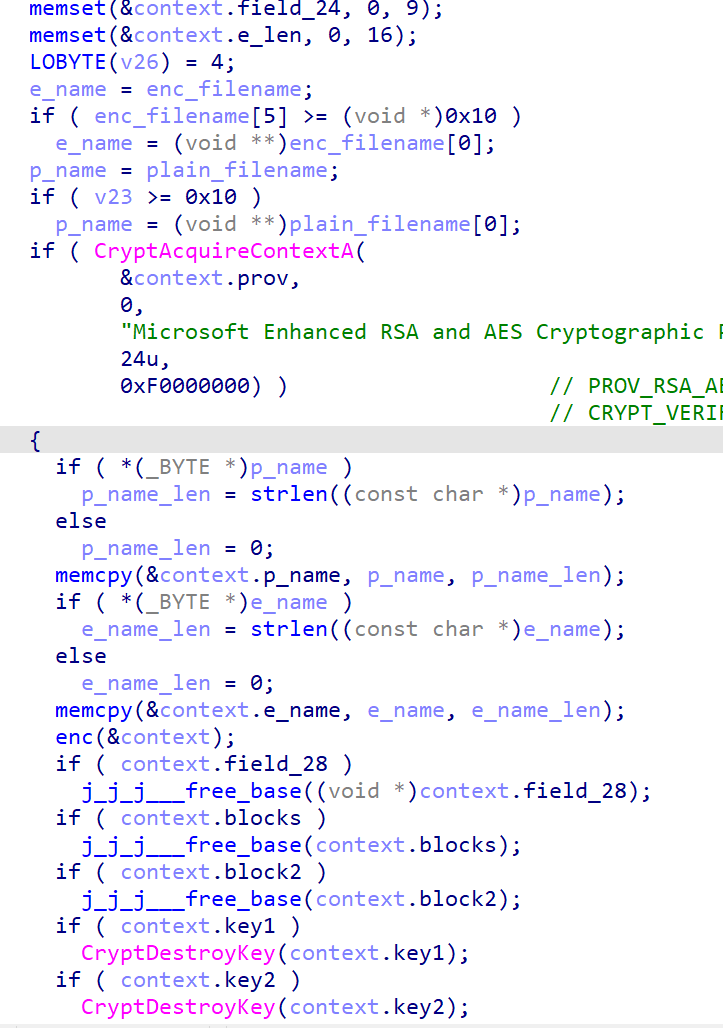 memset(&context.field_24, 0, 9);
memset(&context.e_len, 0, 16);
LOBYTE(v26) = 4;
e_name = enc_filename;
if ( enc_filename[5] >= (void *)0x10 )
  e_name = (void **)enc_filename[0];
p_name = plain_filename;
if ( v23 >= 0x10 )
  p_name = (void **)plain_filename[0];
if ( CryptAcquireContextA(
       &context.prov,
       0,
       "Microsoft Enhanced RSA and AES Cryptographic
       24u,
       0xF0000000) )                    // PROV_RSA_AE
                                        // CRYPT_VERIF
{
  if ( *(_BYTE *)p_name )
    p_name_len = strlen((const char *)p_name);
  else
    p_name_len = 0;
  memcpy(&context.p_name, p_name, p_name_len);
  if ( *(_BYTE *)e_name )
    e_name_len = strlen((const char *)e_name);
  else
    e_name_len = 0;
  memcpy(&context.e_name, e_name, e_name_len);
  enc(&context);
  if ( context.field_28 )
    j_j_j___free_base((void *)context.field_28);
  if ( context.blocks )
    j_j_j___free_base(context.blocks);
  if ( context.block2 )
    j_j_j___free_base(context.block2);
  if ( context.key1 )
    CryptDestroyKey(context.key1);
  if ( context.key2 )
    CryptDestroyKey(context.key2);